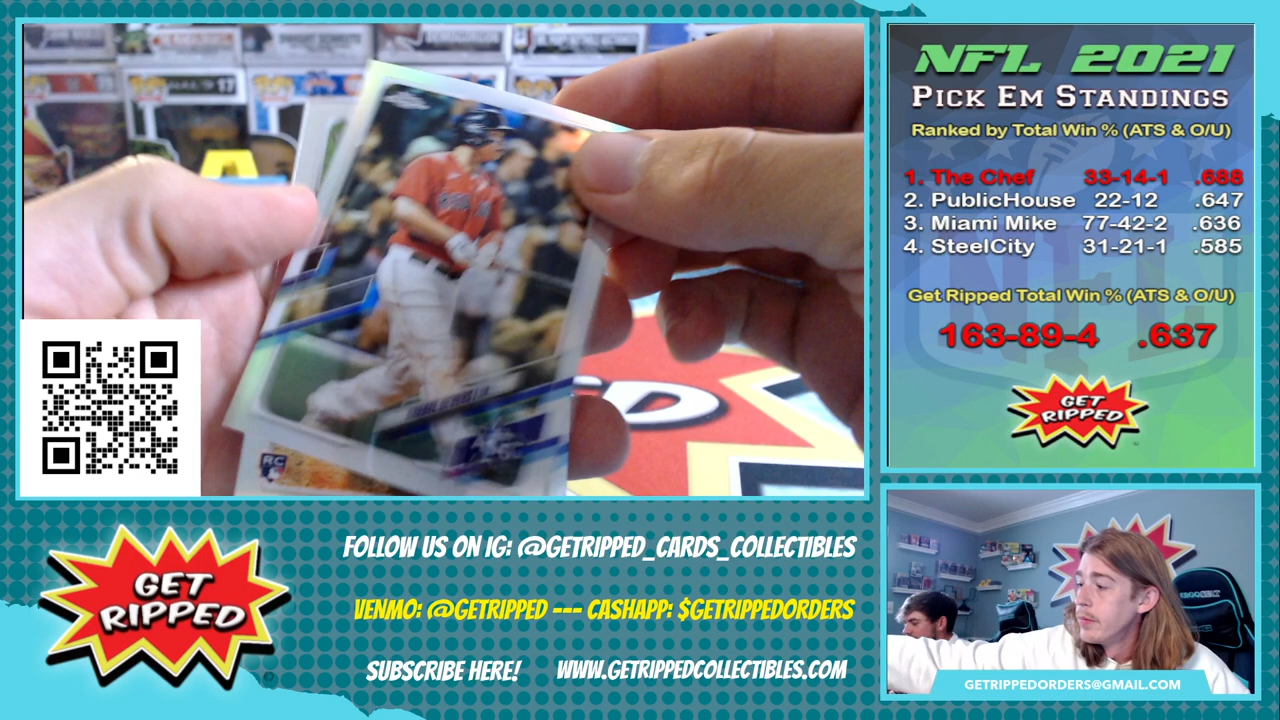 17
RC
NFL 2021
PICK EM STANDINGS
Ranked by Total Win % (ATS & O/U)
1. The Chef 33-14-1 .688
2. PublicHouse 22-12 .647
3. Miami Mike 77-42-2 .636
4. SteelCity 31-21-1 .585
Get Ripped Total Win % (ATS & O/U)
163-89-4 .637
GET
RIPPED
GET
RIPPED
FOLLOW US ON IG: @GETRIPPED_CARDS_COLLECTIBLES
VENMO: @GETRIPPED --- CASHAPP: $GETRIPPEDORDERS
SUBSCRIBE HERE! WWW.GETRIPPEDCOLLECTIBLES.COM
GETRIPPEDORDERS@GMAIL.COM